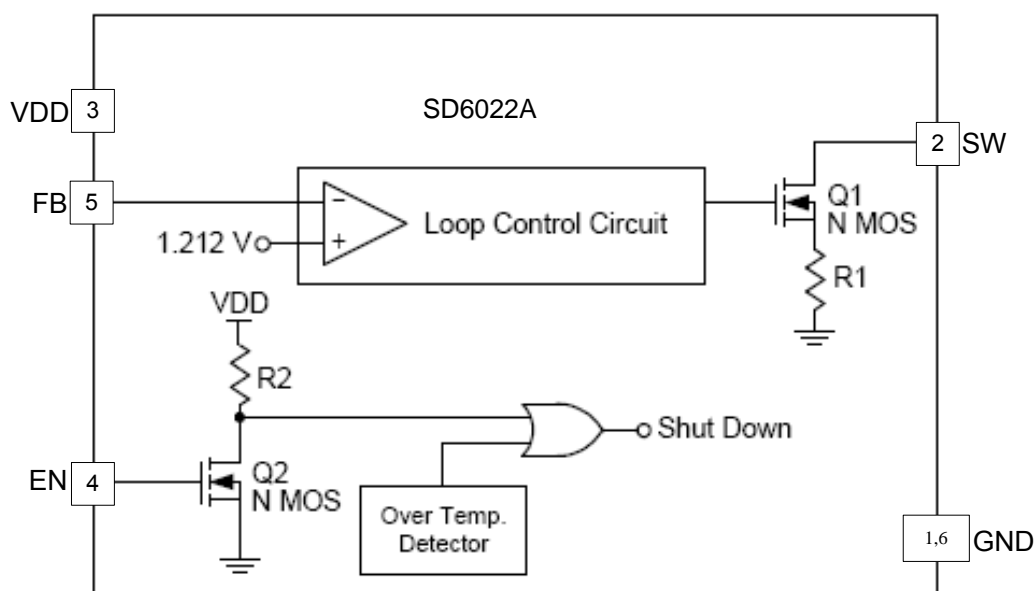 SD6022A
VDD 3
2 SW
FB 5
−
+
1.212 V
Loop Control Circuit
Q1
N MOS
R1
VDD
R2
Shut Down
EN 4
Q2
N MOS
Over Temp.
Detector
1,6 GND